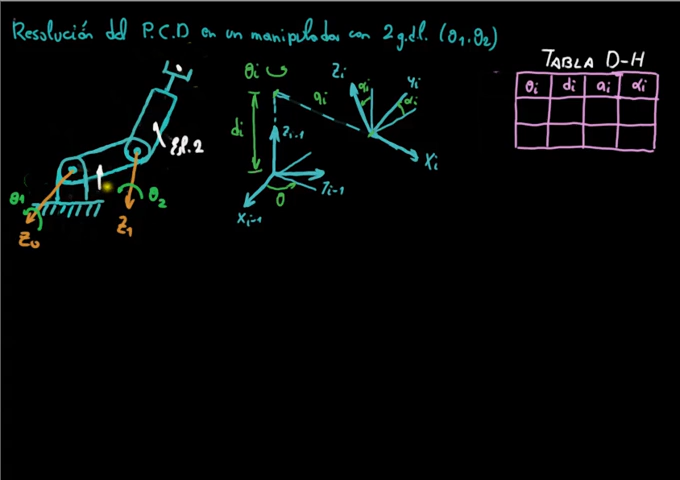 Resolución del P.C.D en un manipulador con 2 g.d.l. (θ1,θ2)
TABLA D-H
θi di ai αi
θi
Zi
αi
yi
αi
ai
di
Zi-1
El.2
Xi
θ1
θ2
θ
Yi-1
Xi-1
Z0
Z1